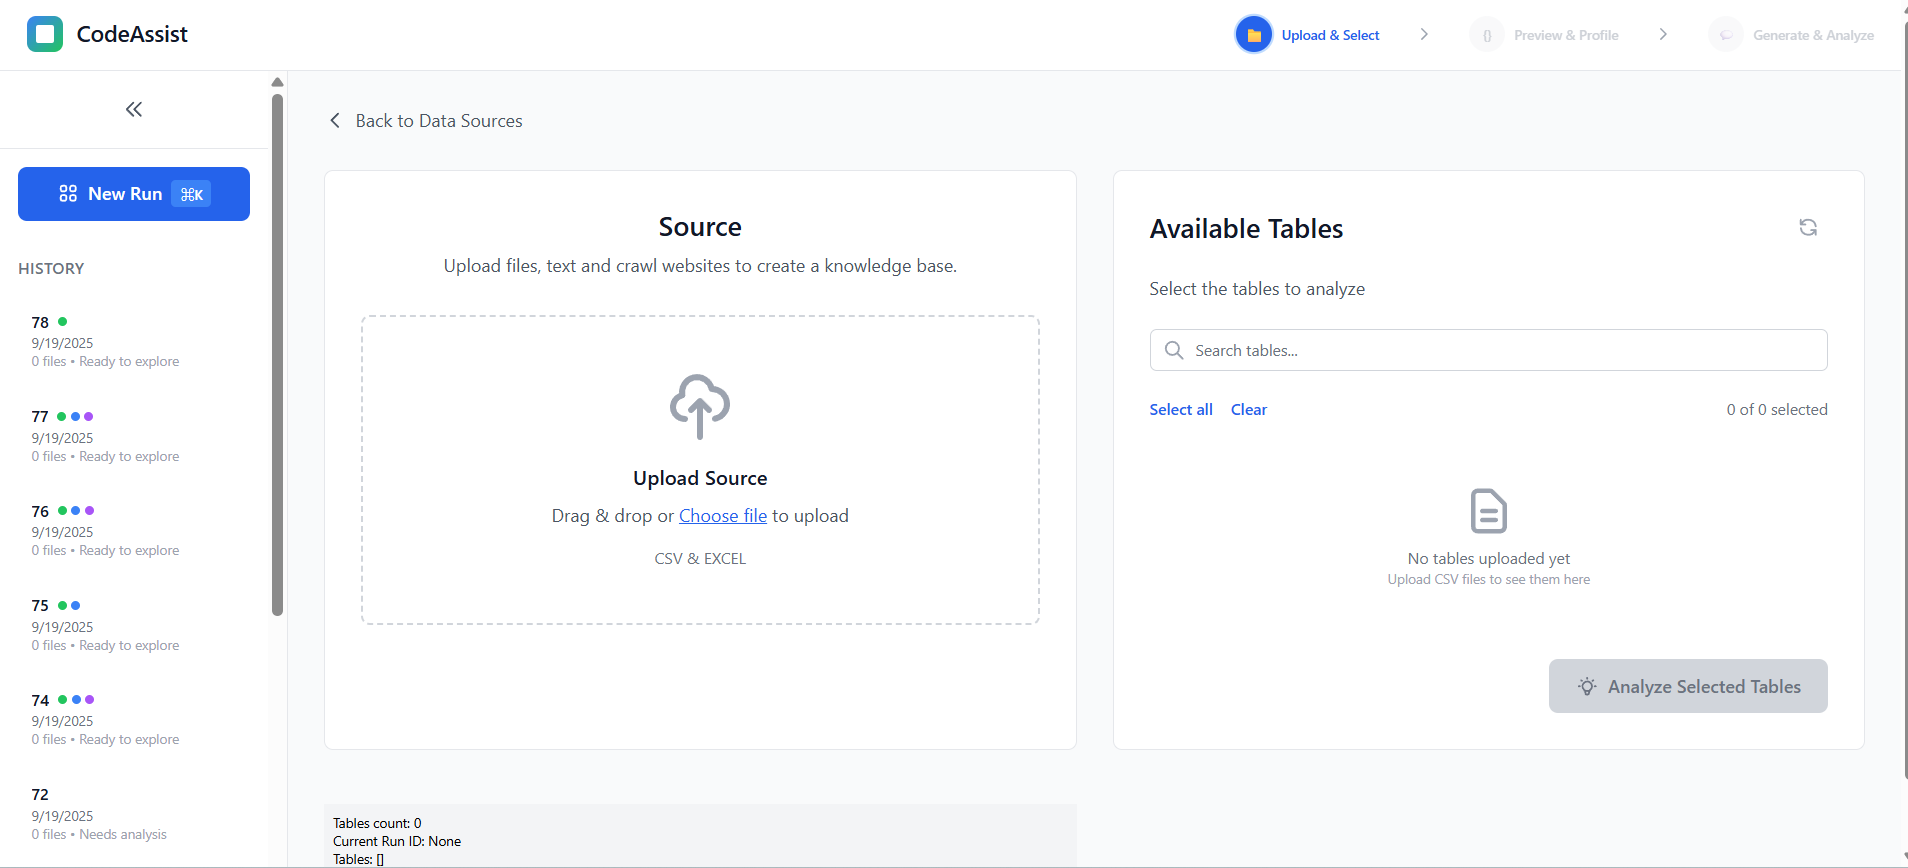 CodeAssist
Upload & Select
Preview & Profile
Generate & Analyze
Back to Data Sources
New Run ⌘K
HISTORY
78
9/19/2025
0 files • Ready to explore
77
9/19/2025
0 files • Ready to explore
76
9/19/2025
0 files • Ready to explore
75
9/19/2025
0 files • Ready to explore
74
9/19/2025
0 files • Ready to explore
72
9/19/2025
0 files • Needs analysis
Source
Upload files, text and crawl websites to create a knowledge base.
Upload Source
Drag & drop or Choose file to upload
CSV & EXCEL
Available Tables
Select the tables to analyze
Search tables...
Select all Clear 0 of 0 selected
No tables uploaded yet
Upload CSV files to see them here
Analyze Selected Tables
Tables count: 0
Current Run ID: None
Tables: []